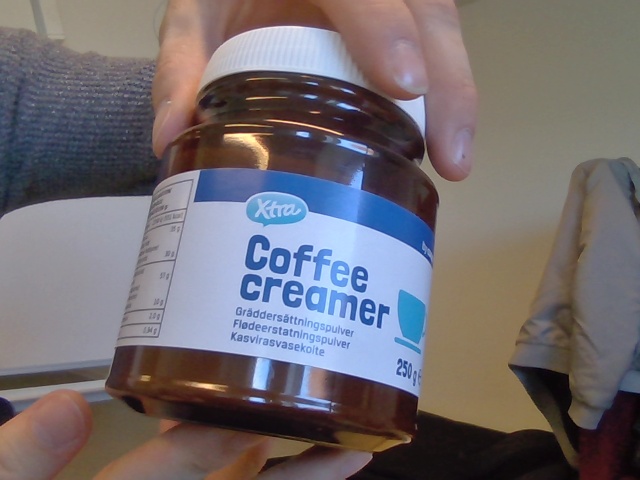 Xtra
Coffee
creamer
Gräddersättningspulver
Flødeerstatningspulver
Kasvirasvasekoite
250 g